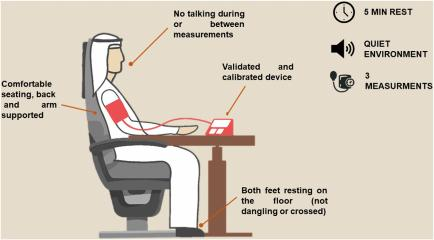 No talking during
or between
measurements
Comfortable
seating, back
and arm
supported
Validated and
calibrated device
Both feet resting on
the floor (not
dangling or crossed)
5 MIN REST
QUIET
ENVIRONMENT
3
MEASURMENTS